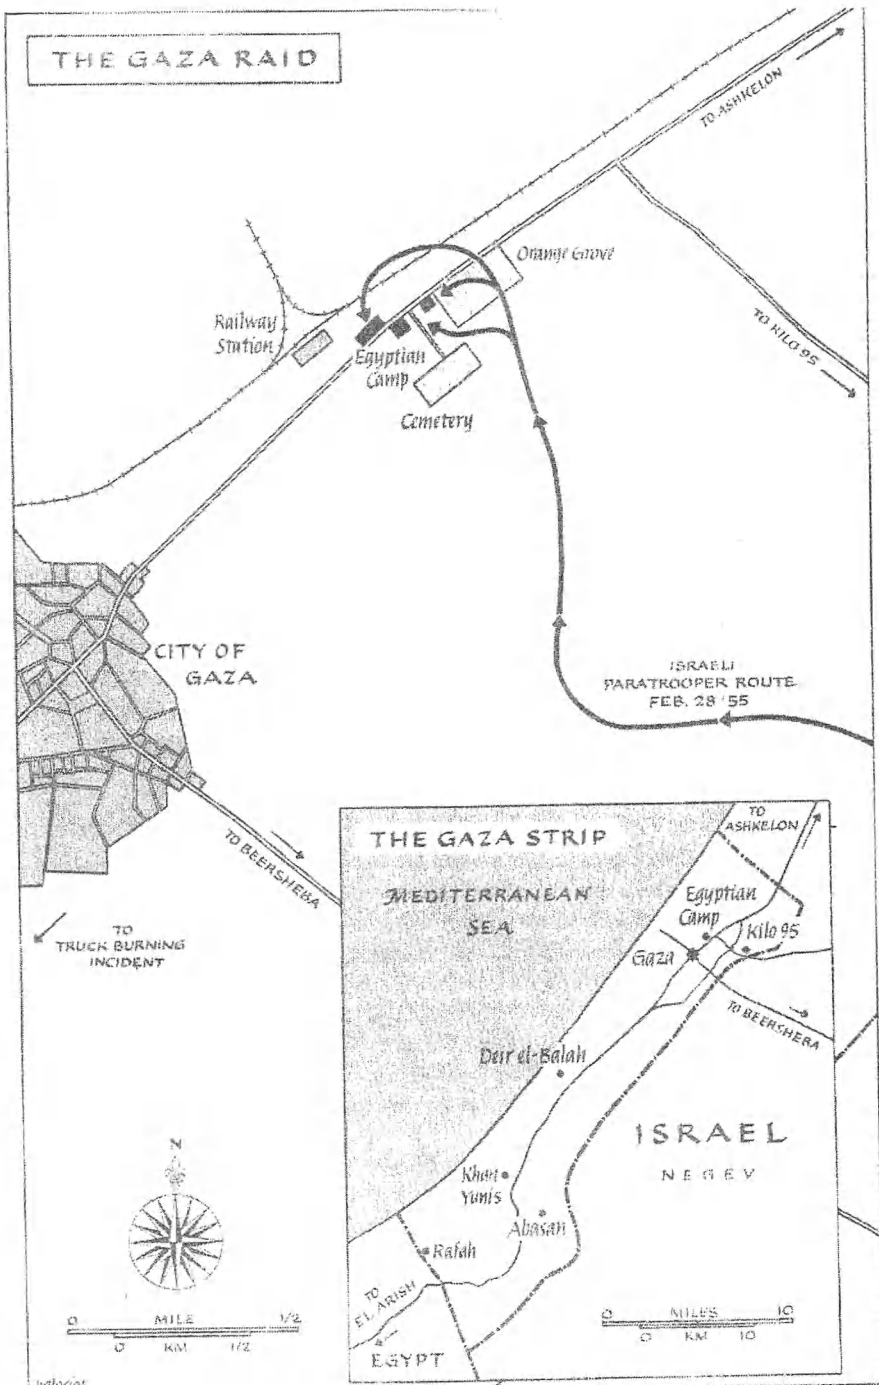 THE GAZA RAID
TO ASHKELON
Orange Grove
Railway
Station
TO KILO 95
Egyptian
Camp
Cemetery
CITY OF
GAZA
ISRAELI
PARATROOPER ROUTE
FEB. 28 '55
TO BEERSHEBA
TO
TRUCK BURNING
INCIDENT
N
0 MILE 1/2
0 KM 1/2
THE GAZA STRIP
MEDITERRANEAN
SEA
TO
ASHKELON
Egyptian
Camp
Kilo 95
Gaza
TO BEERSHEBA
Deir el-Balah
ISRAEL
NEGEV
Khan
Yunis
Abasan
Rafah
TO
EL ARISH
EGYPT
0 MILES 10
0 KM 10